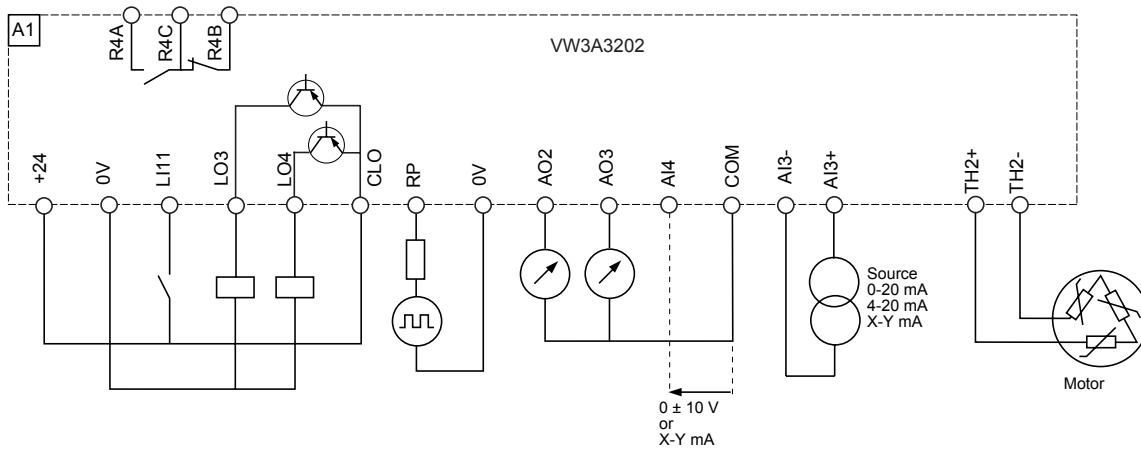 A1
R4A
R4C
R4B
VW3A3202
+24
0V
LI11
LO3
LO4
CLO
RP
0V
AO2
AO3
AI4
COM
AI3-
AI3+
TH2+
TH2-
Source
0-20 mA
4-20 mA
X-Y mA
Motor
0 ± 10 V
or
X-Y mA